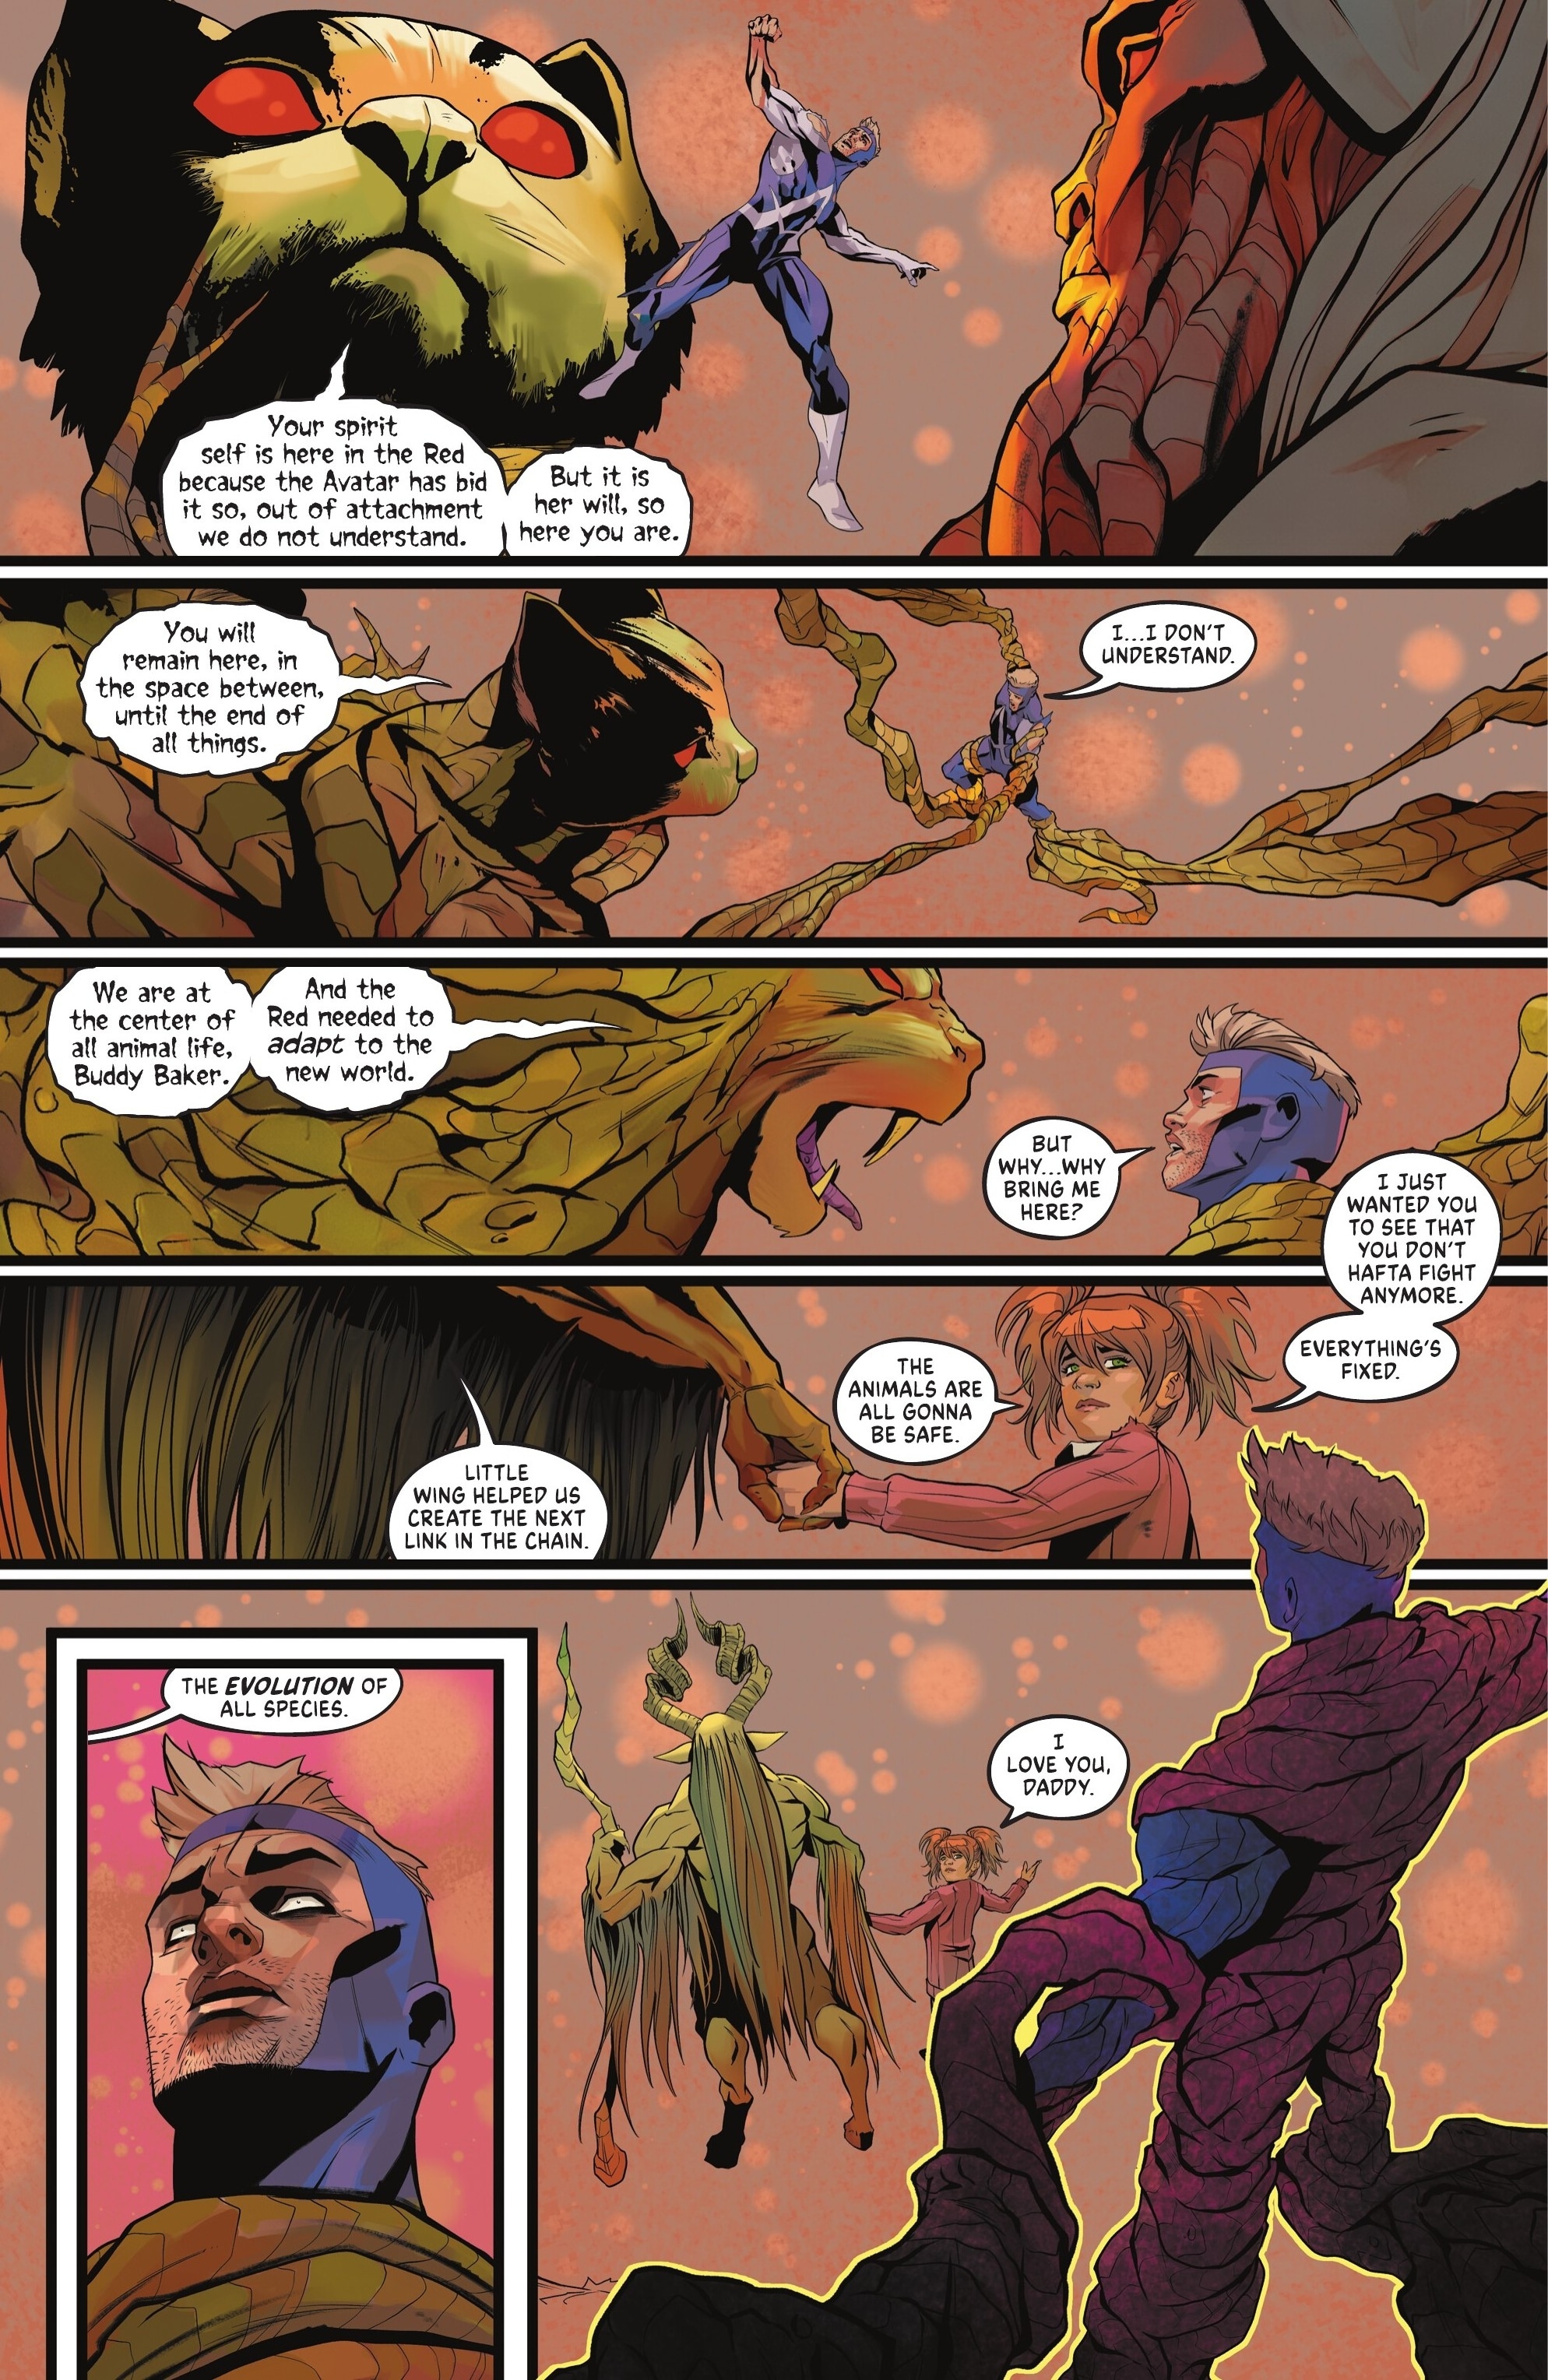 Your spirit
self is here in the Red
because the Avatar has bid
it so, out of attachment
we do not understand.
But it is
her will, so
here you are.
You will
remain here, in
the space between,
until the end of
all things.
I...I DON'T
UNDERSTAND.
We are at
the center of
all animal life,
Buddy Baker.
And the
Red needed to
adapt to the
new world.
BUT
WHY...WHY
BRING ME
HERE?
I JUST
WANTED YOU
TO SEE THAT
YOU DON'T
HAFTA FIGHT
ANYMORE.
EVERYTHING'S
FIXED.
THE
ANIMALS ARE
ALL GONNA
BE SAFE.
LITTLE
WING HELPED US
CREATE THE NEXT
LINK IN THE CHAIN.
THE EVOLUTION OF
ALL SPECIES.
I
LOVE YOU,
DADDY.